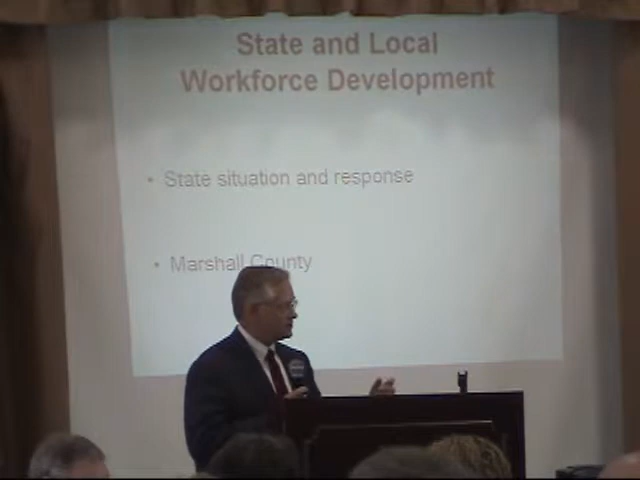 State and Local
Workforce Development
• State situation and response
• Marshall County